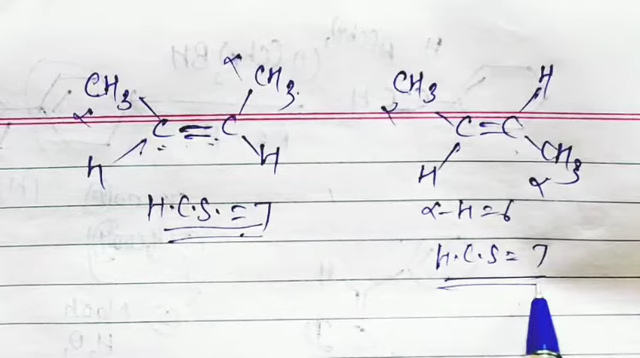 CH3 α CH3 CH3 H
α C = C α C = C
H H H CH3
α
H.C.S. = 7 α-H = 6
H.C.S = 7